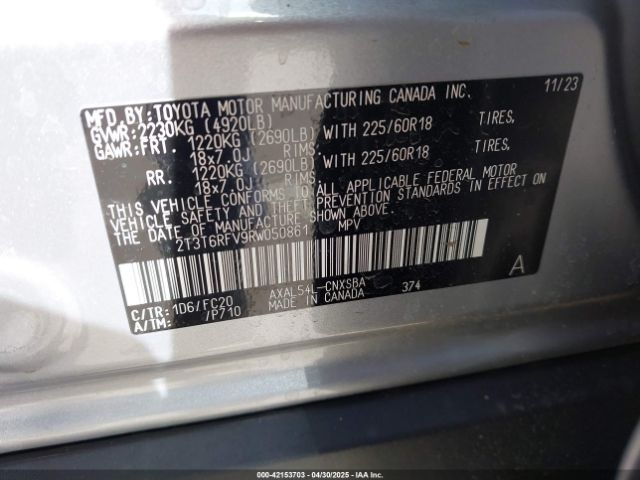 MFD BY: TOYOTA MOTOR MANUFACTURING CANADA INC. 11/23
GVWR: 2230KG (4920LB)
GAWR: FRT. 1220KG (2690LB) WITH 225/60R18 TIRES,
18x7.0J RIMS
RR. 1220KG (2690LB) WITH 225/60R18 TIRES,
18x7.0J RIMS
THIS VEHICLE CONFORMS TO ALL APPLICABLE FEDERAL MOTOR
VEHICLE SAFETY AND THEFT PREVENTION STANDARDS IN EFFECT ON
THE DATE OF MANUFACTURE SHOWN ABOVE.
2T3T6RFV9RW050861 MPV
AXAL54L-CNXSBA 374 A
C/TR: 1D6/FC20 MADE IN CANADA
A/TM: /P710
000-42153703 - 04/30/2025 - IAA Inc.